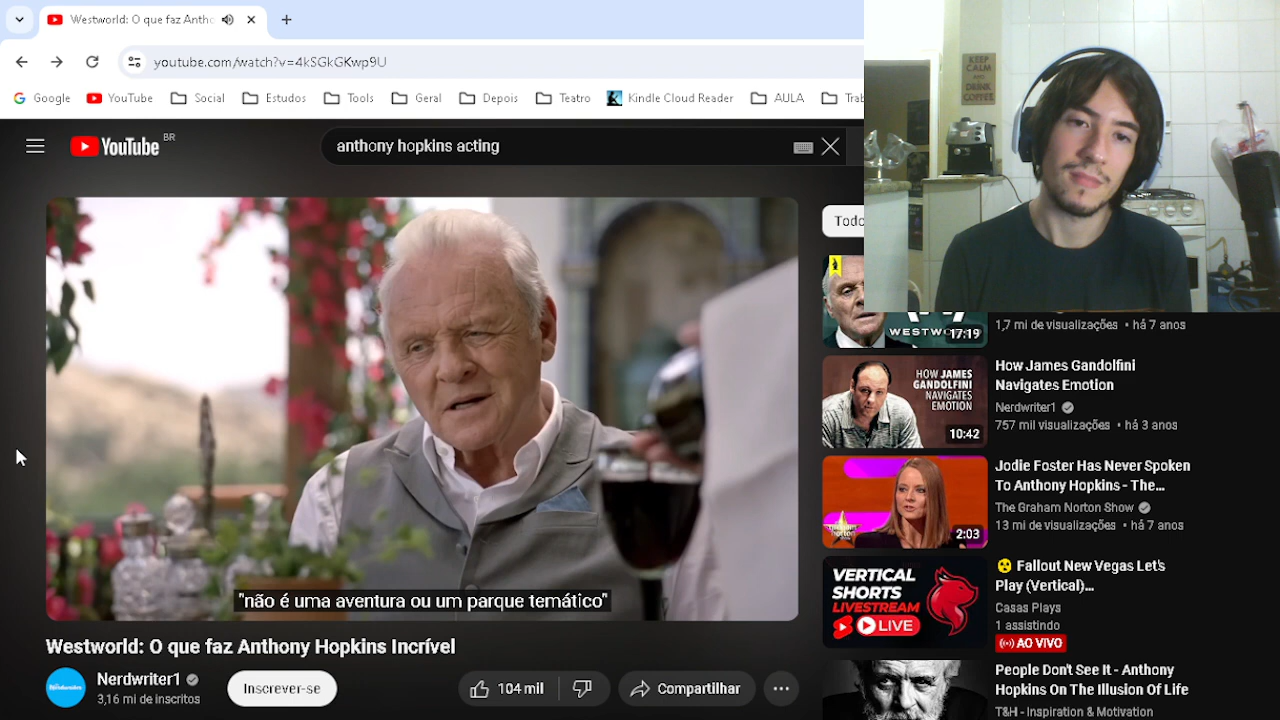 Westworld: O que faz Antho
youtube.com/watch?v=4kSGkGKwp9U
Google YouTube Social Tools Geral Depois Teatro Kindle Cloud Reader AULA
YouTube BR
anthony hopkins acting
KEEP
CALM
AND
DRINK
COFFEE
Todo
WESTWO
17:19
1,7 mi de visualizações • há 7 anos
HOW JAMES
GANDOLFINI
NAVIGATES
EMOTION
10:42
How James Gandolfini
Navigates Emotion
Nerdwriter1
757 mil visualizações • há 3 anos
2:03
Jodie Foster Has Never Spoken
To Anthony Hopkins - The...
The Graham Norton Show
13 mi de visualizações • há 7 anos
VERTICAL
SHORTS
LIVESTREAM
LIVE
Fallout New Vegas Let's
Play (Vertical)...
Casas Plays
1 assistindo
AO VIVO
People Don't See It - Anthony
Hopkins On The Illusion Of Life
T&H - Inspiration & Motivation
"não é uma aventura ou um parque temático"
Westworld: O que faz Anthony Hopkins Incrível
Nerdwriter1
3,16 mi de inscritos
Inscrever-se
104 mil
Compartilhar